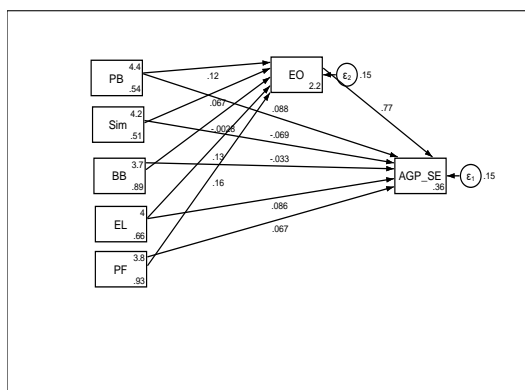 4.4
PB
.54
4.2
Sim
.51
3.7
BB
.89
4
EL
.66
3.8
PF
.93
EO
2.2
ε2
.15
.12
.067
-.0028
.13
.16
.088
-.069
-.033
.086
.067
.77
AGP_SE
.36
ε1
.15